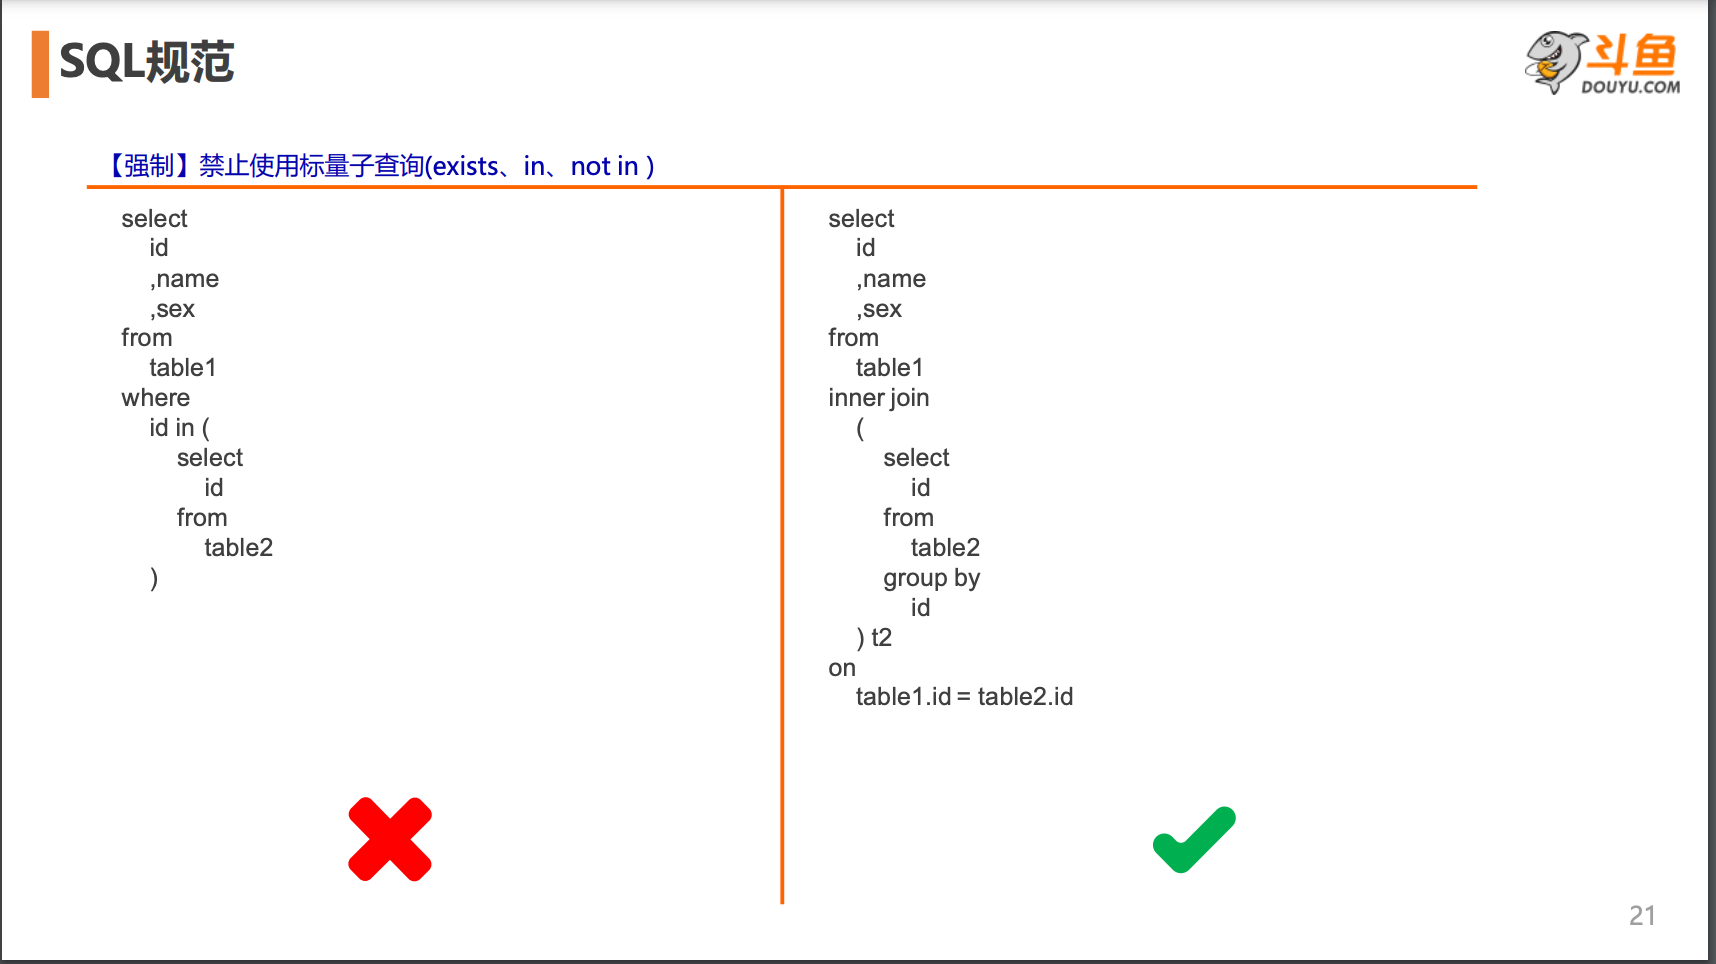 SQL规范
斗鱼
DOUYU.COM
【强制】禁止使用标量子查询(exists、in、not in )
select
id
,name
,sex
from
table1
where
id in (
select
id
from
table2
)
select
id
,name
,sex
from
table1
inner join
(
select
id
from
table2
group by
id
) t2
on
table1.id = table2.id
21